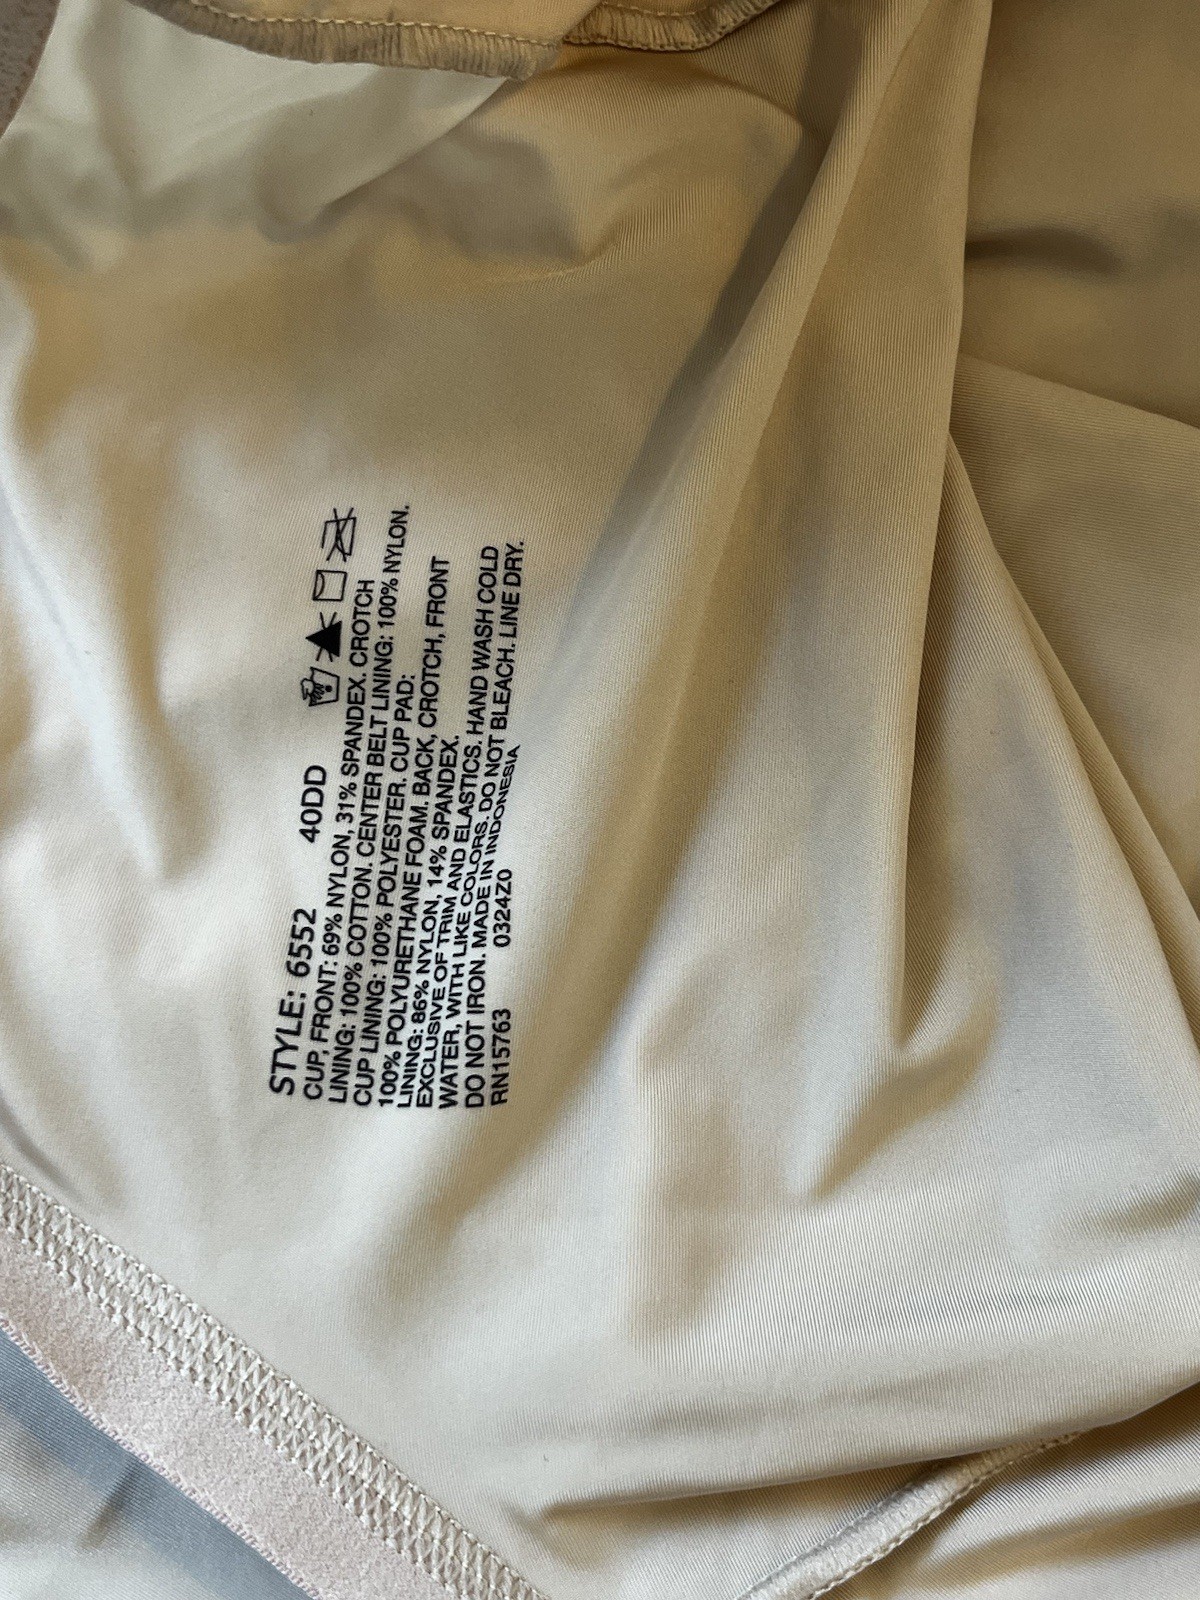 STYLE: 6552 40DD
CUP, FRONT: 69% NYLON, 31% SPANDEX. CROTCH
LINING: 100% COTTON. CENTER BELT LINING: 100% NYLON.
CUP LINING: 100% POLYESTER. CUP PAD:
100% POLYURETHANE FOAM. BACK, CROTCH, FRONT
LINING: 86% NYLON, 14% SPANDEX.
EXCLUSIVE OF TRIM AND ELASTICS. HAND WASH COLD
WATER, WITH LIKE COLORS. DO NOT BLEACH. LINE DRY.
DO NOT IRON. MADE IN INDONESIA
RN15763 0324Z0